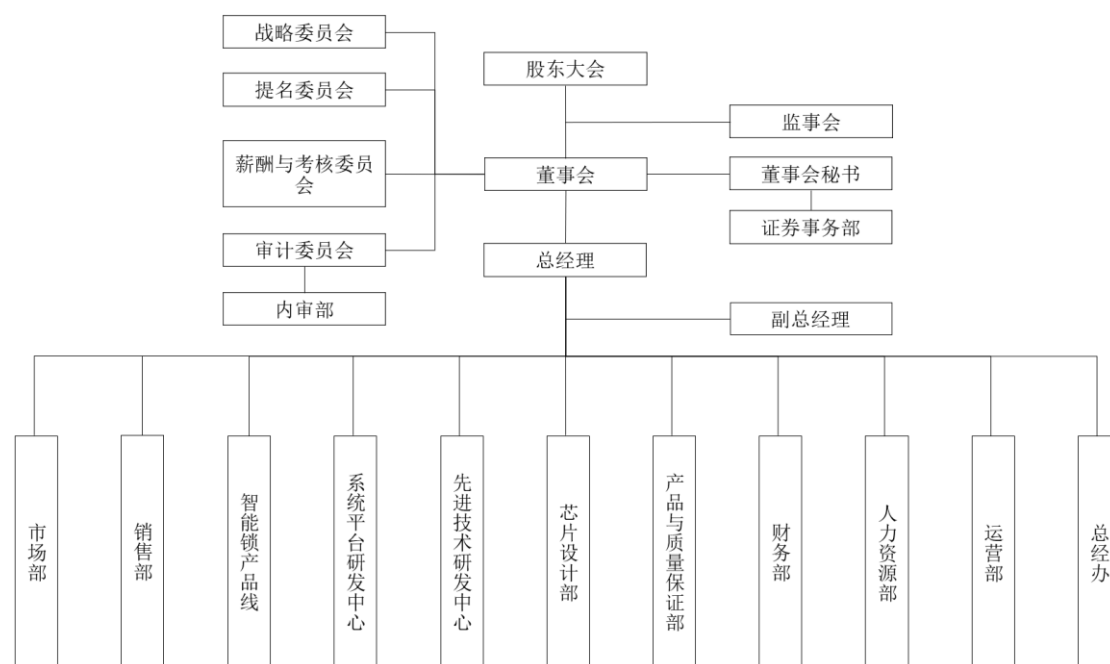 战略委员会
股东大会
提名委员会
监事会
薪酬与考核委员
会
董事会
董事会秘书
证券事务部
审计委员会
总经理
内审部
副总经理
市场部
销售部
智能锁产品线
系统平台研发中心
先进技术研发中心
芯片设计部
产品与质量保证部
财务部
人力资源部
运营部
总经办